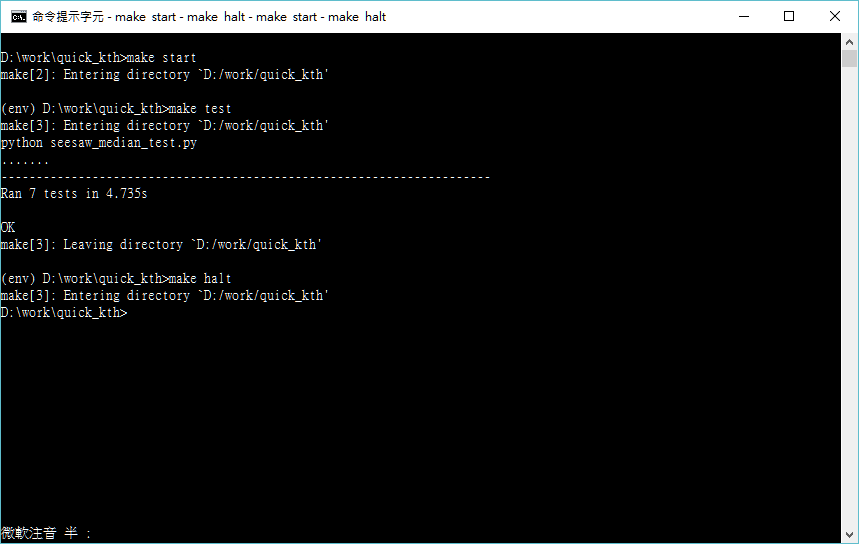 命令提示字元 - make start - make halt - make start - make halt
D:\work\quick_kth>make start
make[2]: Entering directory `D:/work/quick_kth'
(env) D:\work\quick_kth>make test
make[3]: Entering directory `D:/work/quick_kth'
python seesaw_median_test.py
.......
----------------------------------------------------------------------
Ran 7 tests in 4.735s
OK
make[3]: Leaving directory `D:/work/quick_kth'
(env) D:\work\quick_kth>make halt
make[3]: Entering directory `D:/work/quick_kth'
D:\work\quick_kth>
微軟注音 半 :